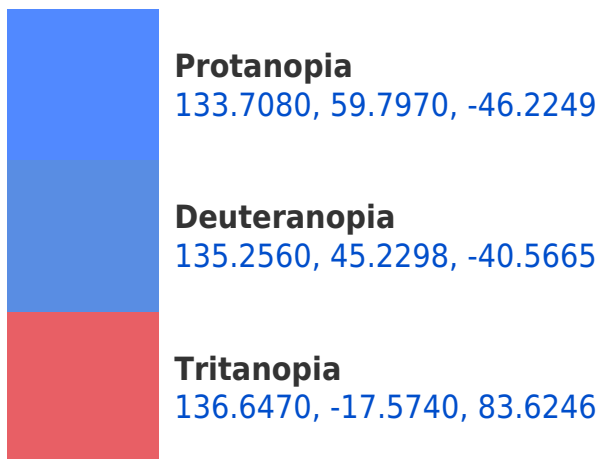 Protanopia
133.7080, 59.7970, -46.2249
Deuteranopia
135.2560, 45.2298, -40.5665
Tritanopia
136.6470, -17.5740, 83.6246